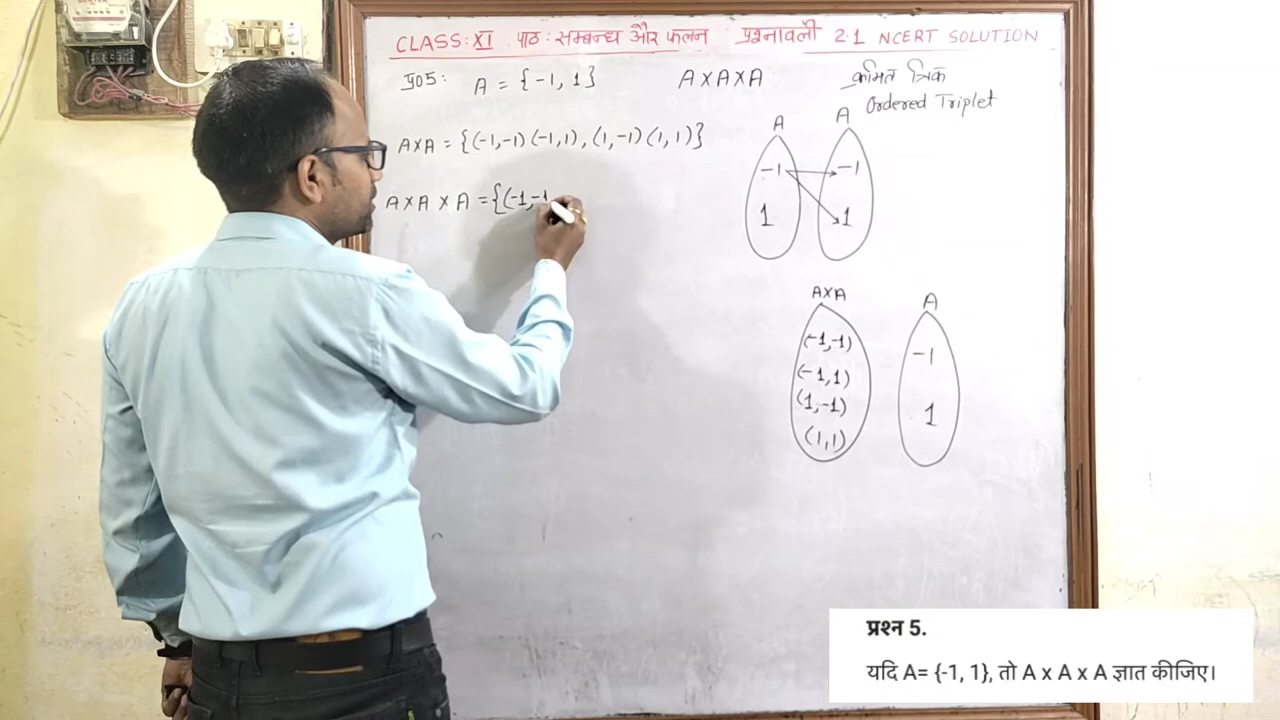 CLASS: XI पाठ: सम्बन्ध और फलन प्रश्नावली 2.1 NCERT SOLUTION
प्र05: A = {-1, 1} A×A×A क्रमित त्रिक
Ordered Triplet
A×A = {(-1,-1)(-1,1),(1,-1)(1,1)}
A×A×A = {(-1,-1
A A
-1 -1
1 1
A×A A
(-1,-1) -1
(-1,1)
(1,-1) 1
(1,1)
प्रश्न 5.
यदि A= {-1, 1}, तो A x A x A ज्ञात कीजिए।